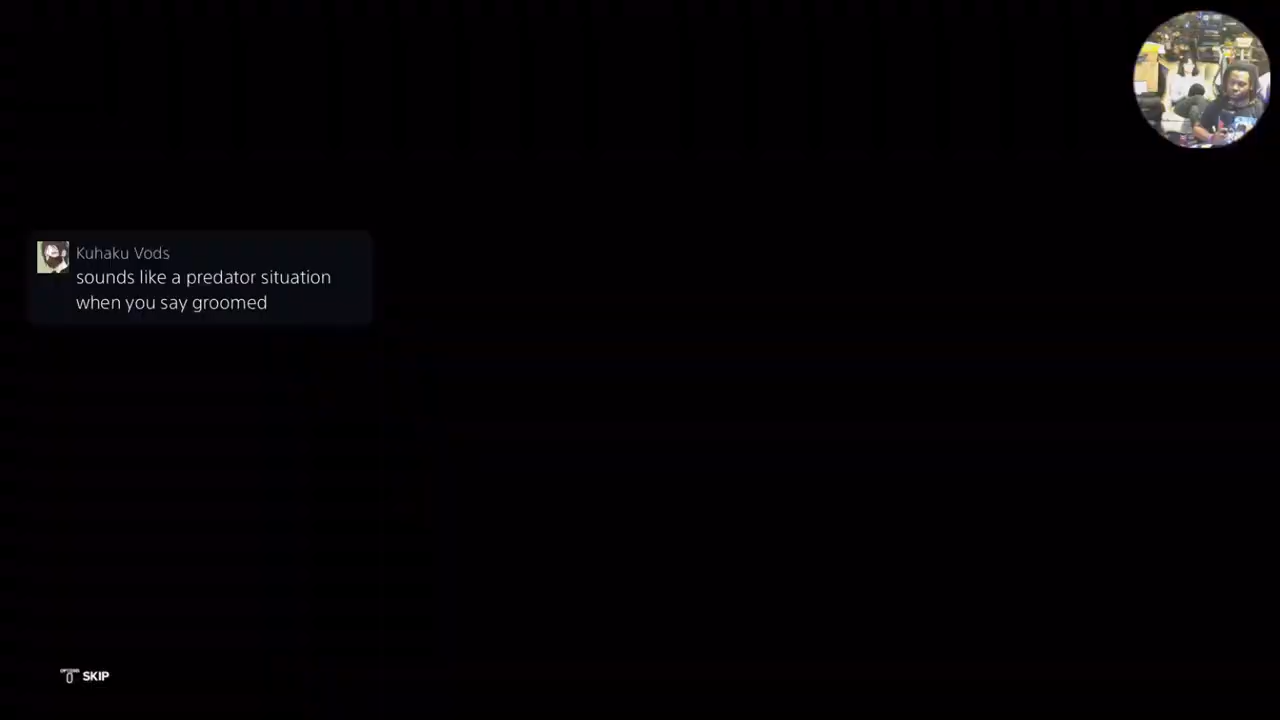 Kuhaku Vods
sounds like a predator situation
when you say groomed
SKIP